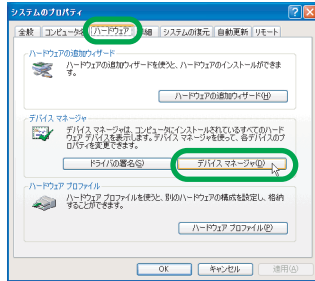 システムのプロパティ
全般 コンピュータ名 ハードウェア 詳細 システムの復元 自動更新 リモート
ハードウェアの追加ウィザード
ハードウェアの追加ウィザードを使うと、ハードウェアのインストールができます。
ハードウェアの追加ウィザード(H)
デバイス マネージャ
デバイス マネージャは、コンピュータにインストールされているすべてのハード
ウェア デバイスを表示します。デバイス マネージャを使って、各デバイスのプ
ロパティを変更できます。
ドライバの署名(S) デバイス マネージャ(D)
ハードウェア プロファイル
ハードウェア プロファイルを使うと、別のハードウェアの構成を設定し、格納
することができます。
ハードウェア プロファイル(P)
OK キャンセル 適用(A)